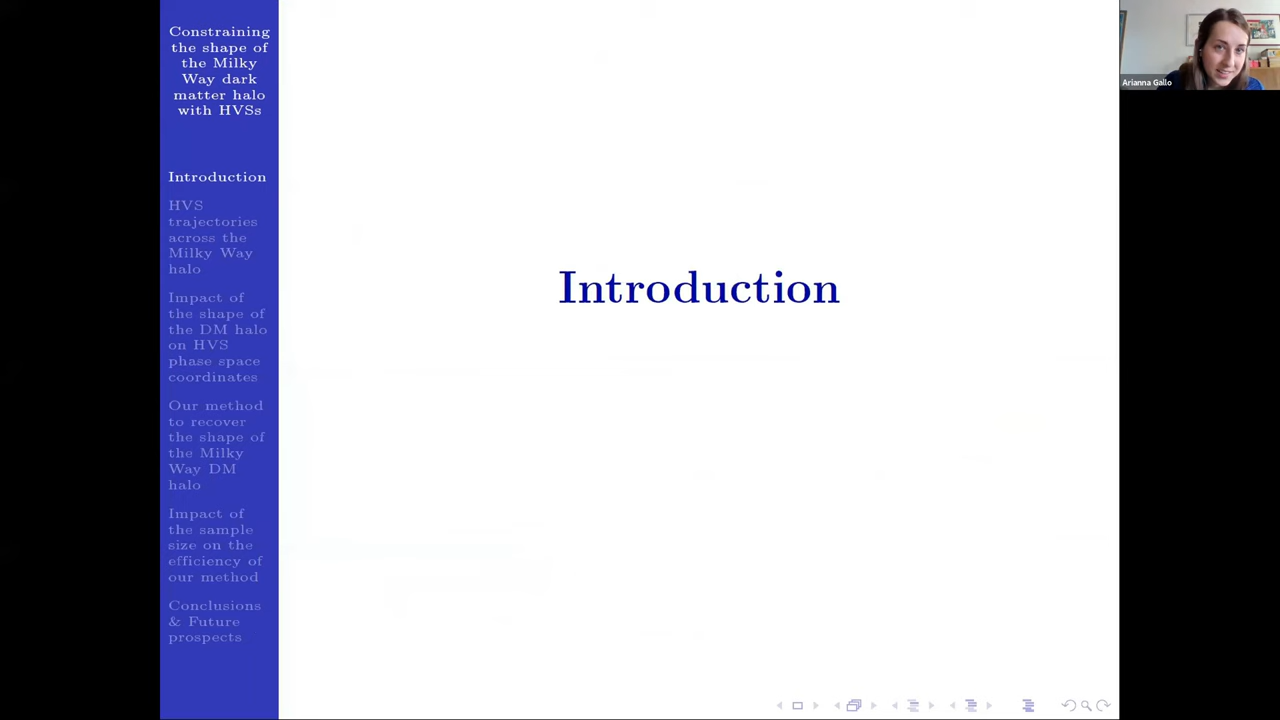 Constraining
the shape of
the Milky
Way dark
matter halo
with HVSs
Introduction
HVS
trajectories
across the
Milky Way
halo
Impact of
the shape of
the DM halo
on HVS
phase space
coordinates
Our method
to recover
the shape of
the Milky
Way DM
halo
Impact of
the sample
size on the
efficiency of
our method
Conclusions
& Future
prospects
Introduction
Arianna Gallo